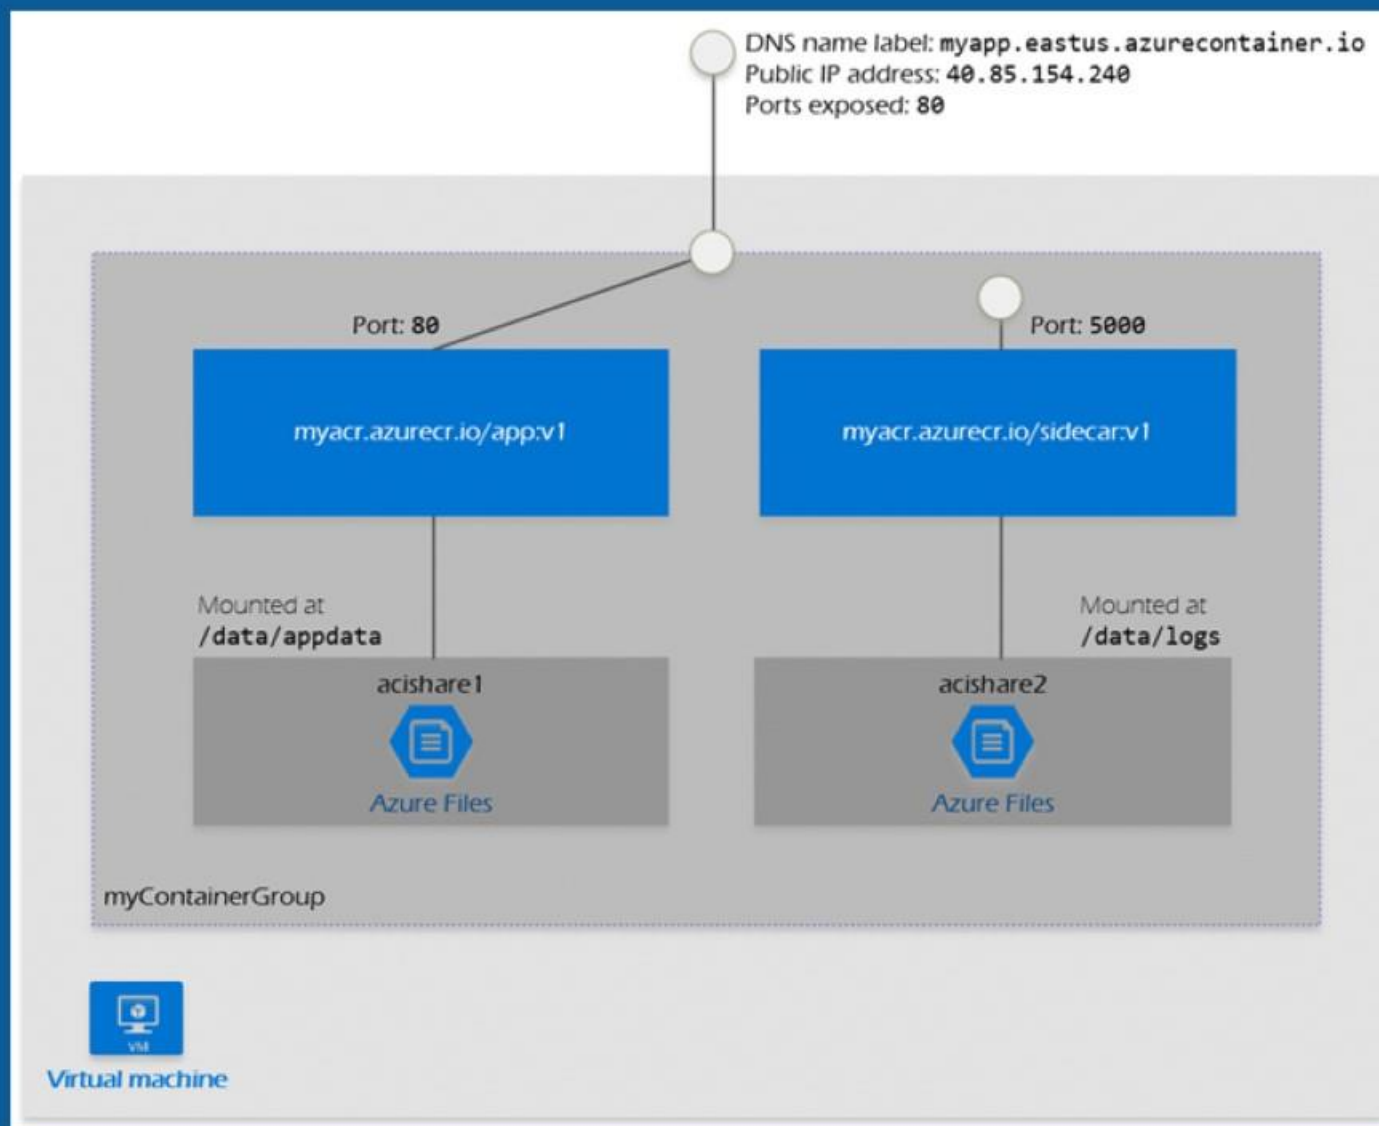 DNS name label: myapp.eastus.azurecontainer.io
Public IP address: 40.85.154.240
Ports exposed: 80
Port: 80
Port: 5000
myacr.azurecr.io/app:v1
myacr.azurecr.io/sidecar:v1
Mounted at
/data/appdata
Mounted at
/data/logs
acishare1
acishare2
Azure Files
Azure Files
myContainerGroup
VM
Virtual machine